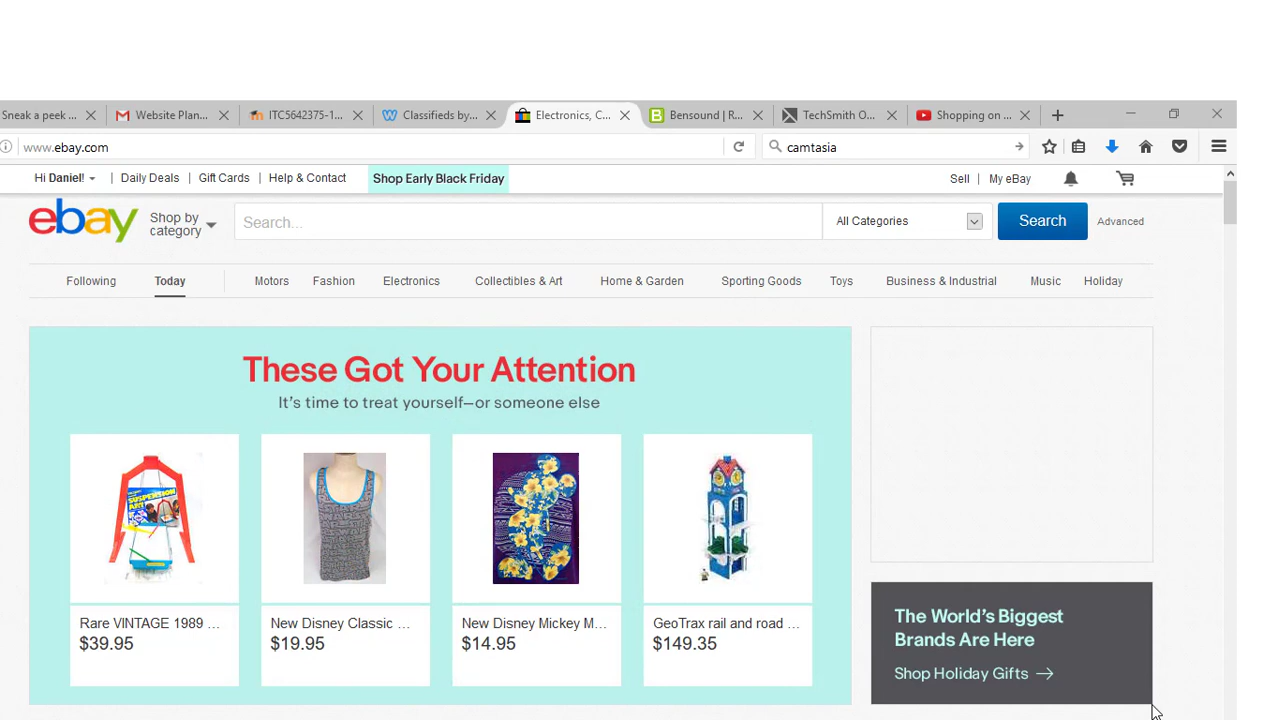 Sneak a peek ...
Website Plan...
ITC5642375-1...
Classifieds by...
Electronics, C...
Bensound | R...
TechSmith O...
Shopping on ...
www.ebay.com
camtasia
Hi Daniel!
Daily Deals
Gift Cards
Help & Contact
Shop Early Black Friday
Sell
My eBay
ebay
Shop by
category
Search...
All Categories
Search
Advanced
Following
Today
Motors
Fashion
Electronics
Collectibles & Art
Home & Garden
Sporting Goods
Toys
Business & Industrial
Music
Holiday
These Got Your Attention
It's time to treat yourself—or someone else
SUSPENSION
Rare VINTAGE 1989 ...
$39.95
New Disney Classic ...
$19.95
New Disney Mickey M...
$14.95
GeoTrax rail and road ...
$149.35
The World's Biggest
Brands Are Here
Shop Holiday Gifts